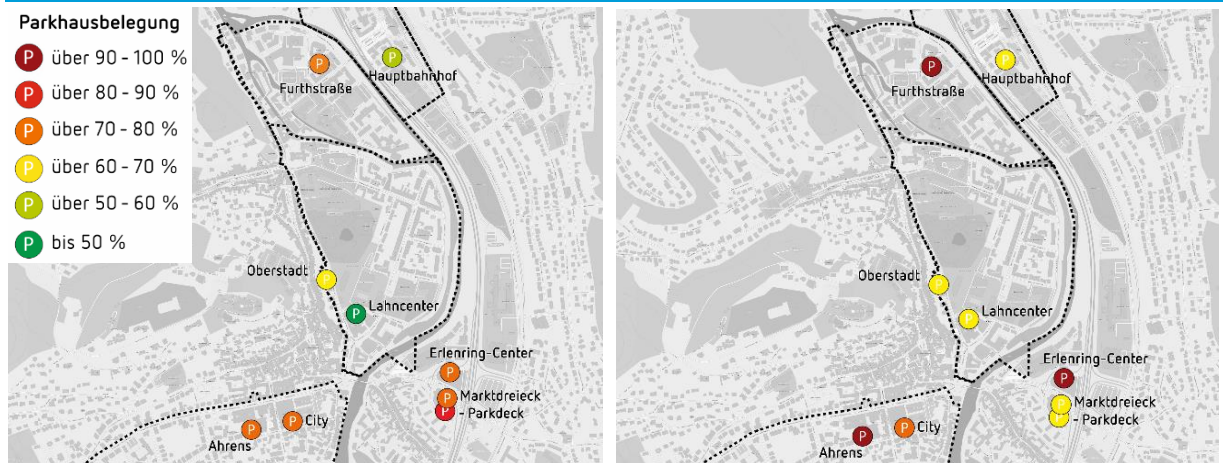 Parkhausbelegung
P über 90 - 100 %
P über 80 - 90 %
P über 70 - 80 %
P über 60 - 70 %
P über 50 - 60 %
P bis 50 %
P
Furthstraße
P
Hauptbahnhof
Oberstadt P
P Lahncenter
Erlenring-Center
P
P Marktdreieck
P - Parkdeck
P City
P
Ahrens
P
Furthstraße
P
Hauptbahnhof
Oberstadt
P
P Lahncenter
Erlenring-Center
P
P Marktdreieck
P - Parkdeck
P City
P
Ahrens